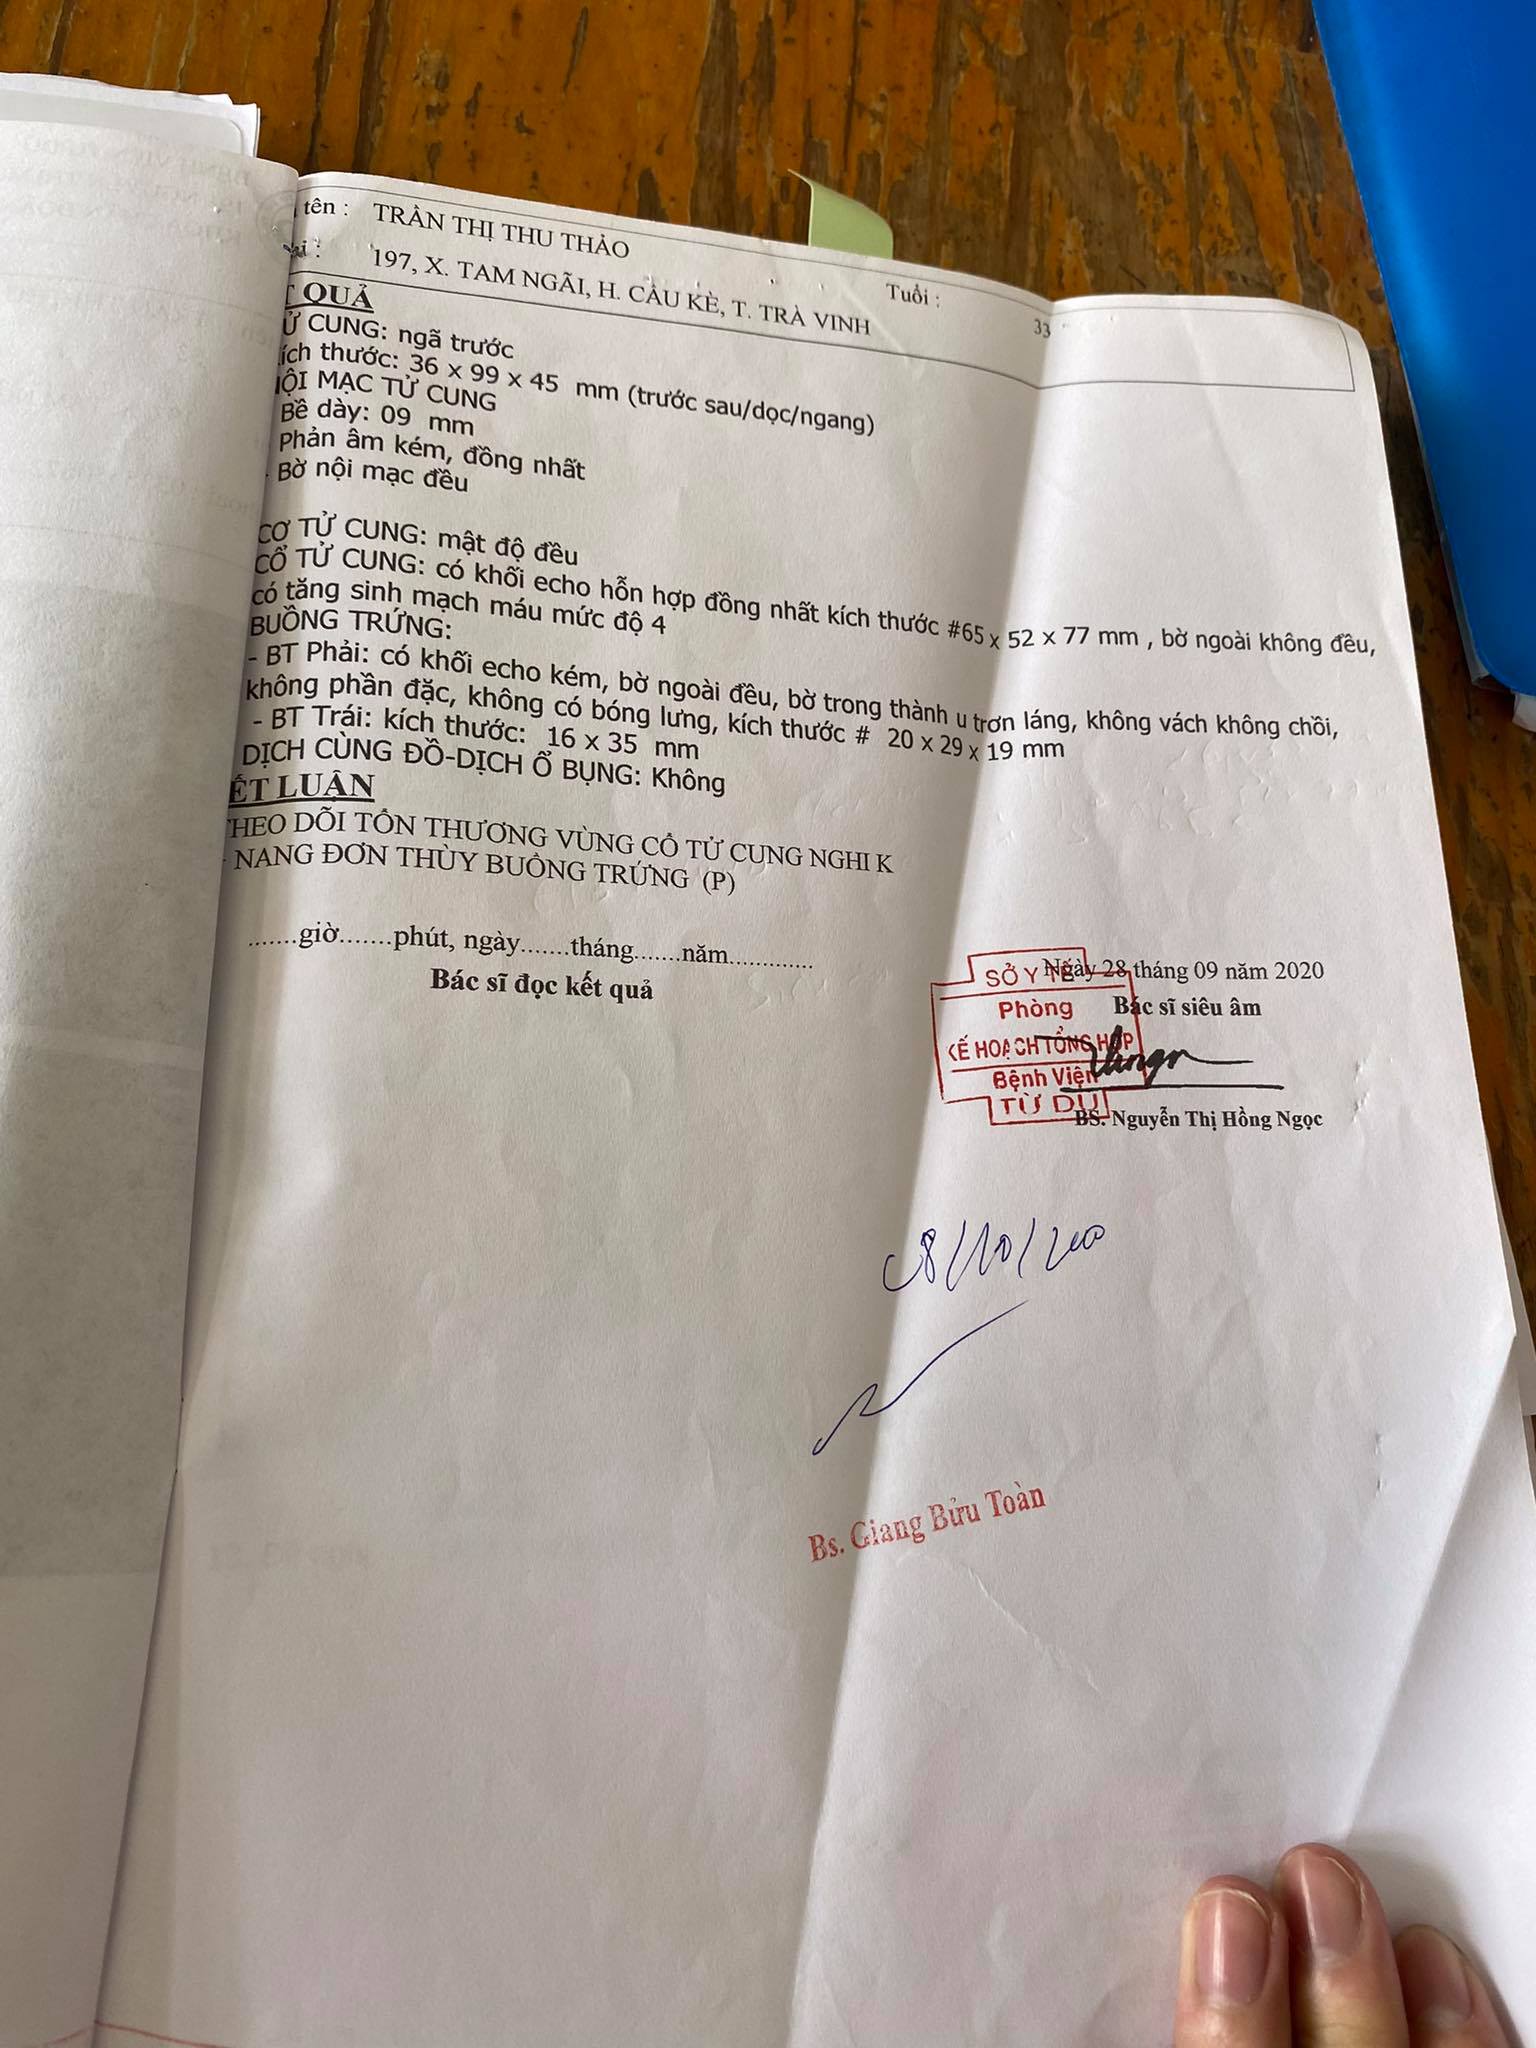 tên : TRẦN THỊ THU THẢO Tuổi : 33
197, X. TAM NGÃI, H. CẦU KÈ, T. TRÀ VINH
T QUẢ
Ử CUNG: ngã trước
ích thước: 36 x 99 x 45 mm (trước sau/dọc/ngang)
ỘI MẠC TỬ CUNG
Bề dày: 09 mm
Phản âm kém, đồng nhất
- Bờ nội mạc đều
CƠ TỬ CUNG: mật độ đều
CỔ TỬ CUNG: có khối echo hỗn hợp đồng nhất kích thước #65 x 52 x 77 mm , bờ ngoài không đều,
có tăng sinh mạch máu mức độ 4
BUỒNG TRỨNG:
- BT Phải: có khối echo kém, bờ ngoài đều, bờ trong thành u trơn láng, không vách không chồi,
không phần đặc, không có bóng lưng, kích thước # 20 x 29 x 19 mm
- BT Trái: kích thước: 16 x 35 mm
DỊCH CÙNG ĐỒ-DỊCH Ổ BỤNG: Không
ẾT LUẬN
THEO DÕI TỔN THƯƠNG VÙNG CỔ TỬ CUNG NGHI K
- NANG ĐƠN THÙY BUỒNG TRỨNG (P)
.......giờ.......phút, ngày.......tháng.......năm............
Bác sĩ đọc kết quả
Ngày 28 tháng 09 năm 2020
Bác sĩ siêu âm
SỞ Y TẾ
Phòng
KẾ HOẠCH TỔNG HỢP
Bệnh Viện
TỪ DŨ
BS. Nguyễn Thị Hồng Ngọc
Bs. Giang Bửu Toàn